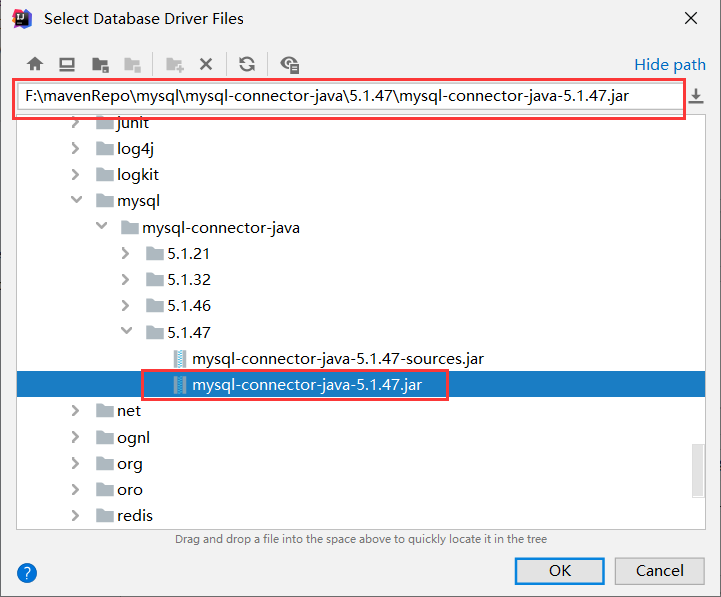 Select Database Driver Files
Hide path
F:\mavenRepo\mysql\mysql-connector-java\5.1.47\mysql-connector-java-5.1.47.jar
junit
log4j
logkit
mysql
mysql-connector-java
5.1.21
5.1.32
5.1.46
5.1.47
mysql-connector-java-5.1.47-sources.jar
mysql-connector-java-5.1.47.jar
net
ognl
org
oro
redis
Drag and drop a file into the space above to quickly locate it in the tree
?
OK
Cancel